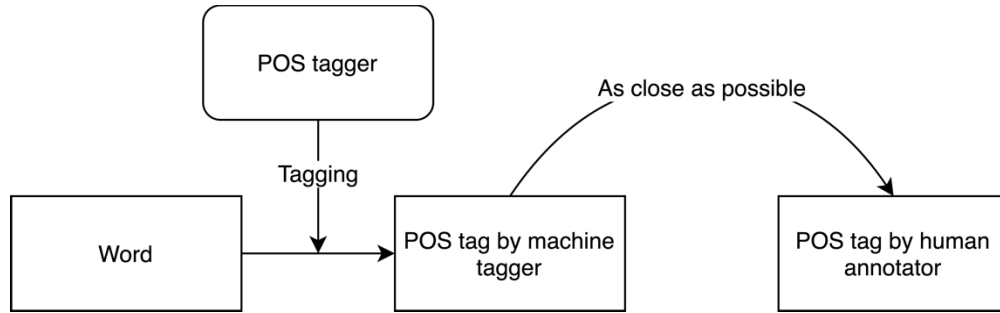 POS tagger
As close as possible
Tagging
Word
POS tag by machine
tagger
POS tag by human
annotator